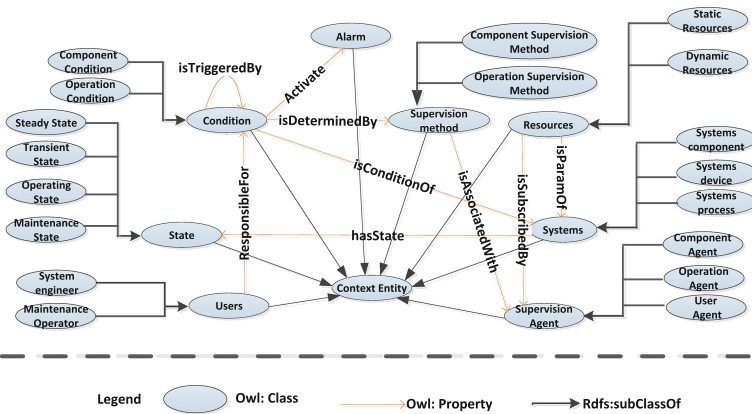 Static
Resources
Alarm
Component Supervision
Method
Component
Condition
isTriggeredBy
Activate
Dynamic
Resources
Operation Supervision
Method
Operation
Condition
Steady State
Condition
isDeterminedBy
Supervision
method
Resources
Transient
State
Systems
component
isParamOf
isConditionOf
isAssociatedWith
isSubscribedBy
Systems
device
Operating
State
Systems
process
ResponsibleFor
Maintenance
State
State
hasState
Systems
Component
Agent
System
engineer
Operation
Agent
Context Entity
Users
Maintenance
Operator
Supervision
Agent
User
Agent
Legend
Owl: Class
Owl: Property
Rdfs:subClassOf